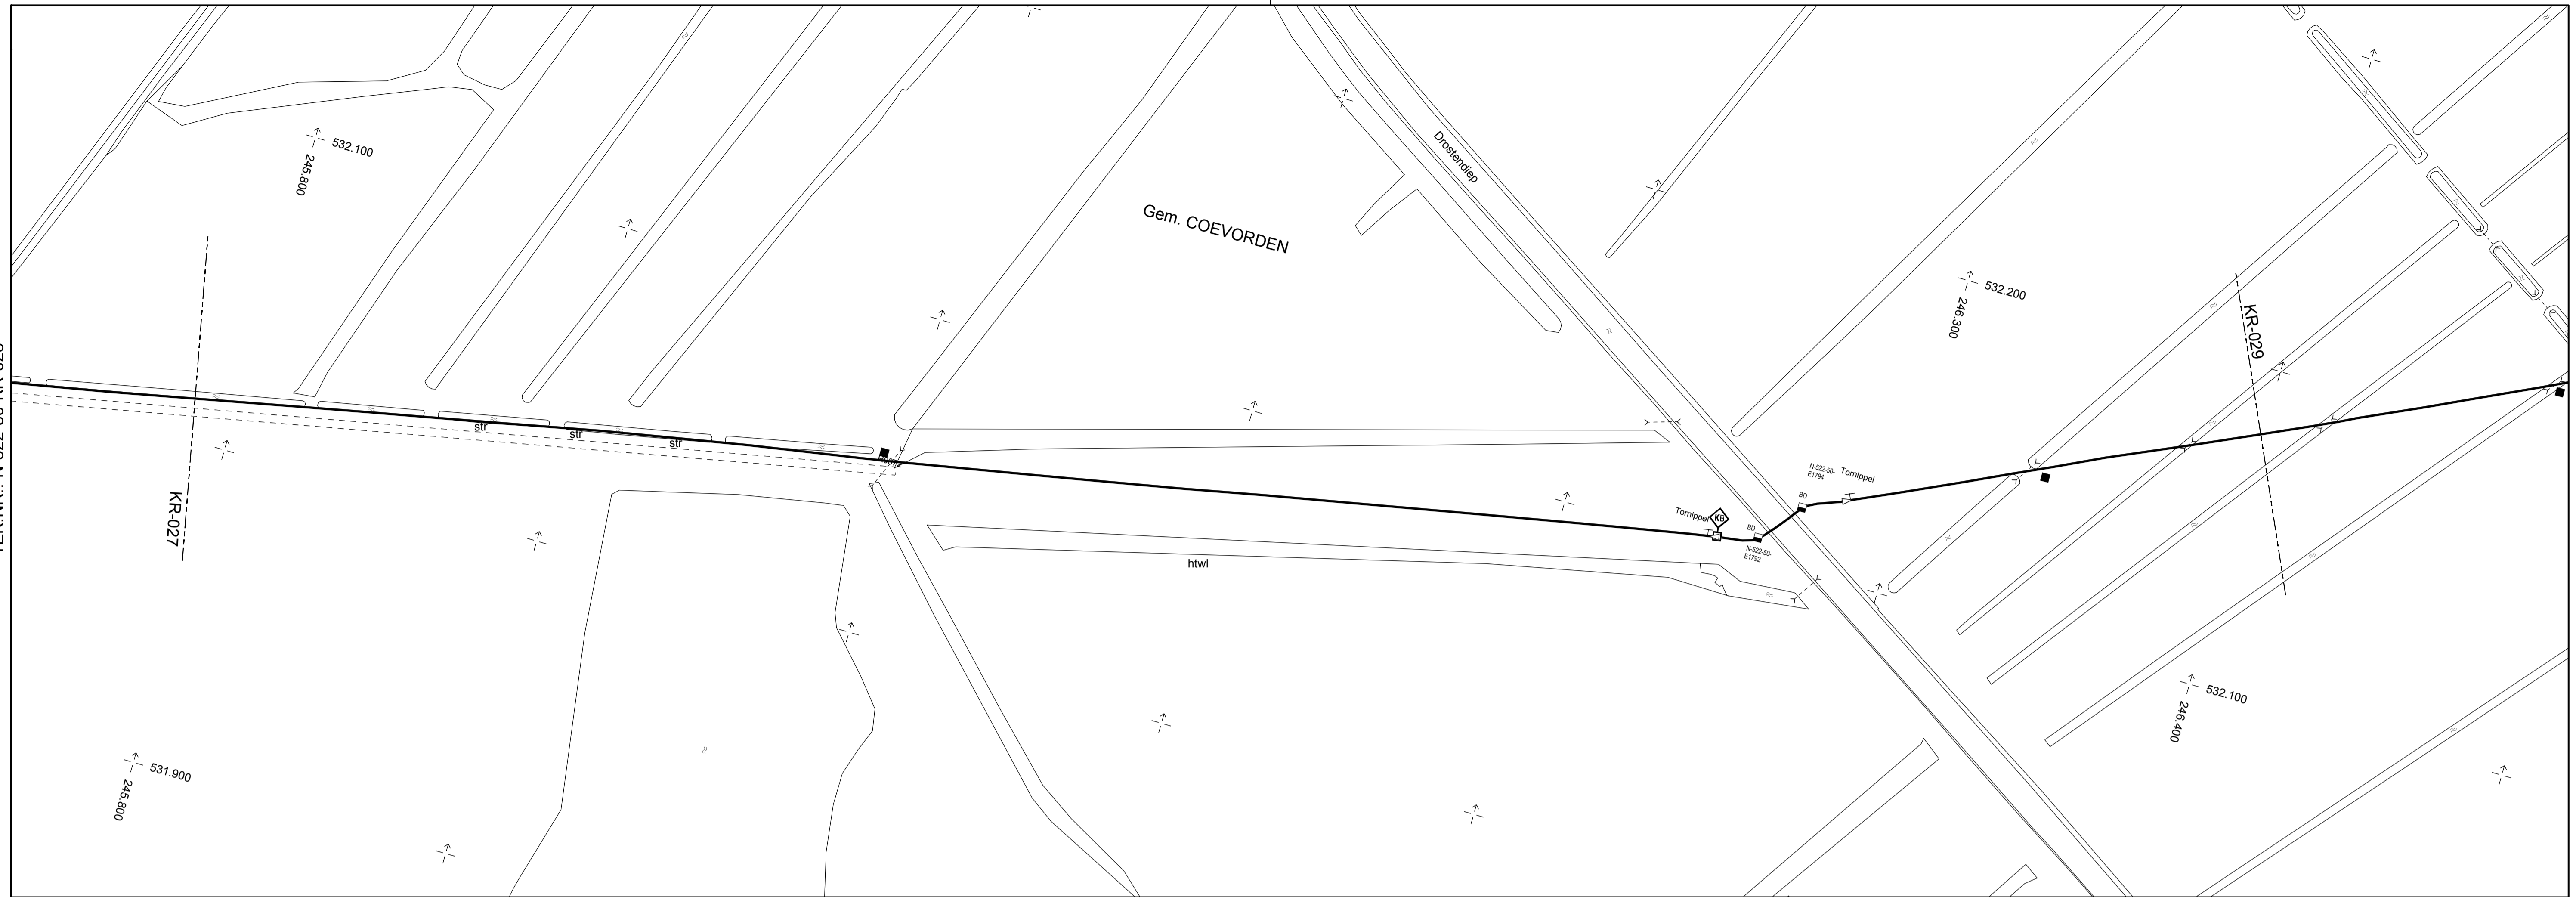 532.100
245.800
Gem. COEVORDEN
Drostendiep
532.200
246.300
KR-029
KR-027
str
str
str
N-522-50-
E1794
Tornippel
BD
Tornippel
KB
BD
N-522-50-
E1792
htwl
532.100
246.400
531.900
245.800